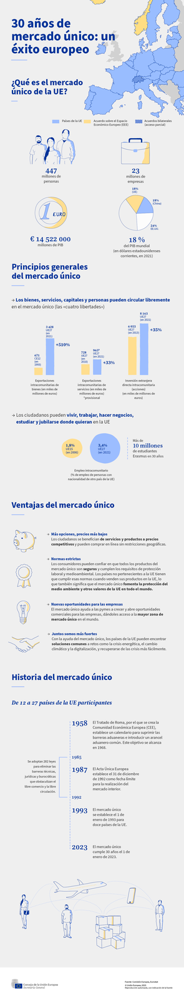 30 años de
mercado único: un
éxito europeo
¿Qué es el mercado
único de la UE?
Países de la UE
Acuerdo sobre el Espacio
Económico Europeo (EEE)
Acuerdos bilaterales
(acceso parcial)
447
millones de
personas
23
millones de
empresas
1 EURO
€ 14 522 000
millones de PIB
18%
(UE)
18%
(China)
24%
EE.UU.
18 %
del PIB mundial
(en dólares estadounidenses
corrientes, en 2021)
Principios generales
del mercado único
→ Los bienes, servicios, capitales y personas pueden circular libremente
en el mercado único (las «cuatro libertades»)
671
CE12
(en
1993)
3 428
UE27
(en
2021)
+510%
Exportaciones
intracomunitarias de
bienes (en miles de
millones de euros)
728
UE27
(en
2010)
965*
UE27
(en 2021)
+33%
Exportaciones
intracomunitarias de
servicios (en miles de
millones de euros)
*provisional
6 053
UE27
(en 2013)
8 163
UE27
(en 2021)
+35%
Inversión extranjera
directa intracomunitaria
(acciones)
(en miles de millones de
euros)
→ Los ciudadanos pueden vivir, trabajar, hacer negocios,
estudiar y jubilarse donde quieran en la UE
1,8%
UE15
(en 2006)
3,4%
UE27
(en 2021)
Empleo intracomunitario
(% de empleo de personas con
nacionalidad de otro país de la UE)
Más de
10 millones
de estudiantes
Erasmus en 30 años
Ventajas del mercado único
→ Más opciones, precios más bajos
Los ciudadanos se benefician de servicios y productos a precios
competitivos y pueden comprar en línea sin restricciones geográficas.
→ Normas estrictas
Los consumidores pueden confiar en que todos los productos del
mercado único son seguros y cumplen los requisitos de protección
laboral y medioambiental. Los países no pertenecientes a la UE tienen
que cumplir esas normas cuando venden sus productos en la UE, lo
que también significa que el mercado único fomenta la protección del
medio ambiente y otros valores de la UE en todo el mundo.
→ Nuevas oportunidades para las empresas
El mercado único ayuda a las pymes a crecer y abre oportunidades
comerciales para las empresas, dándoles acceso a la mayor zona de
mercado único en el mundo.
→ Juntos somos más fuertes
Con la ayuda del mercado único, los países de la UE pueden encontrar
soluciones comunes a retos como la crisis energética, el cambio
climático y la digitalización, y recuperarse de las crisis más fácilmente.
Historia del mercado único
De 12 a 27 países de la UE participantes
1958
El Tratado de Roma, por el que se crea la
Comunidad Económica Europea (CEE),
establece un calendario para suprimir las
barreras aduaneras e introducir un arancel
aduanero común. Este objetivo se alcanza
en 1968.
1985
Se adoptan 282 leyes
para eliminar las
barreras técnicas,
jurídicas y burocráticas
que obstaculizan el
libre comercio y la libre
circulación.
1987
El Acta Única Europea
establece el 31 de diciembre
de 1992 como fecha límite
para la realización del
mercado interior.
1992
1993
El mercado único
se establece el 1 de
enero de 1993 para
doce países de la UE.
2023
El mercado único
cumple 30 años el 1 de
enero de 2023.
Consejo de la Unión Europea
Secretaría General
Fuente: Comisión Europea, Eurostat.
© Unión Europea, 2023
Reproducción autorizada, con indicación de la fuente